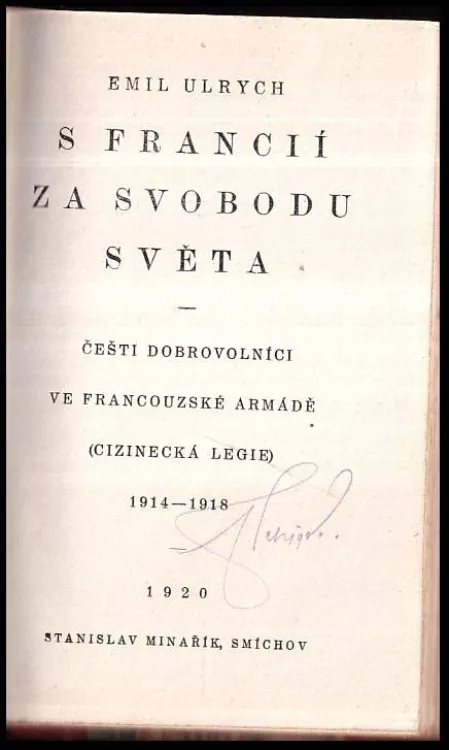 EMIL ULRYCH
S FRANCIÍ
ZA SVOBODU
SVĚTA
ČEŠTI DOBROVOLNÍCI
VE FRANCOUZSKÉ ARMÁDĚ
(CIZINECKÁ LEGIE)
1914—1918
1920
STANISLAV MINAŘÍK, SMÍCHOV